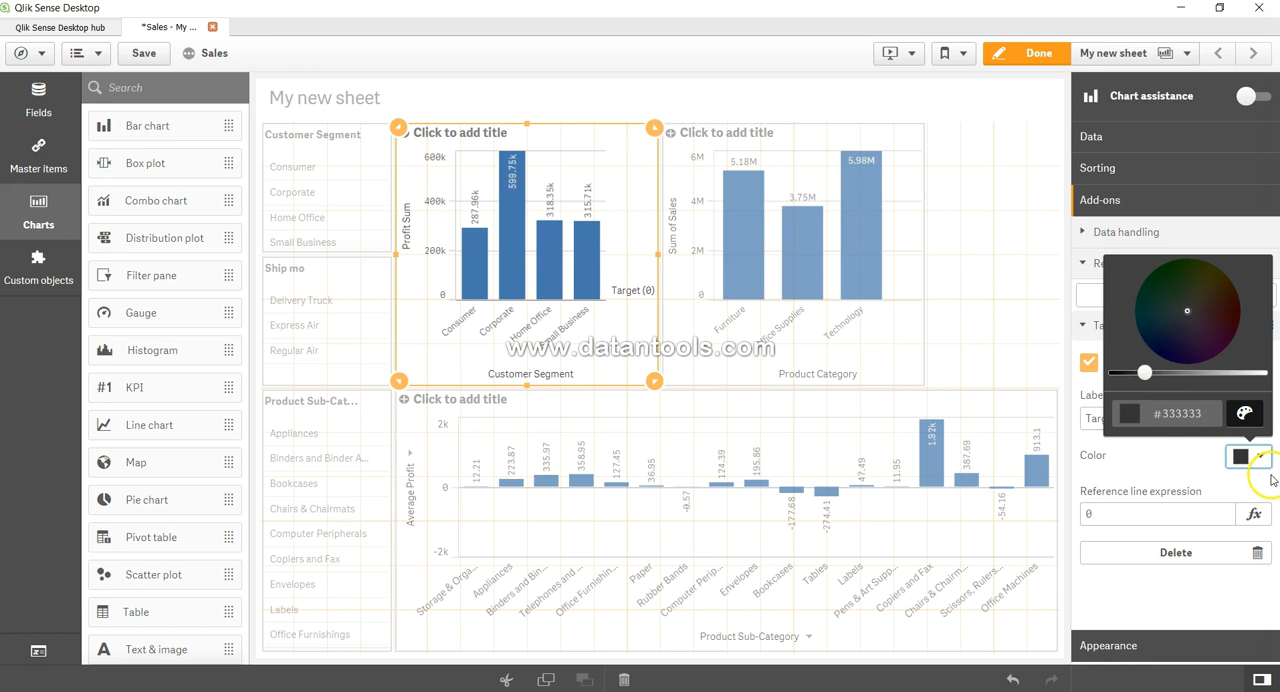 Qlik Sense Desktop
Qlik Sense Desktop hub
*Sales - My ...
Save
Sales
Done
My new sheet
Fields
Master items
Charts
Custom objects
Search
Bar chart
Box plot
Combo chart
Distribution plot
Filter pane
Gauge
Histogram
#1 KPI
Line chart
Map
Pie chart
Pivot table
Scatter plot
Table
A Text & image
My new sheet
Customer Segment
Consumer
Corporate
Home Office
Small Business
Ship mo
Delivery Truck
Express Air
Regular Air
Product Sub-Cat...
Appliances
Binders and Binder A...
Bookcases
Chairs & Chairmats
Computer Peripherals
Copiers and Fax
Envelopes
Labels
Office Furnishings
Click to add title
Profit Sum
600k
400k
200k
0
287.96k
599.75k
318.35k
315.71k
Target (0)
Consumer
Corporate
Home Office
Small Business
Customer Segment
Click to add title
Sum of Sales
6M
4M
2M
0
5.18M
3.75M
5.98M
Furniture
Office Supplies
Technology
Product Category
www.datantools.com
Click to add title
Average Profit
2k
0
-2k
12.21
223.87
335.97
358.95
127.45
36.95
-0.57
124.39
195.86
-177.68
-274.41
47.49
11.95
1.92k
387.69
-54.16
913.1
Storage & Orga...
Appliances
Binders and Bin...
Telephones and ...
Office Furnishin...
Paper
Rubber Bands
Computer Perip...
Envelopes
Bookcases
Tables
Labels
Pens & Art Supp...
Copiers and Fax
Chairs & Chairm...
Scissors, Rulers...
Office Machines
Product Sub-Category
Chart assistance
Data
Sorting
Add-ons
Data handling
#333333
Color
Reference line expression
0
fx
Delete
Appearance